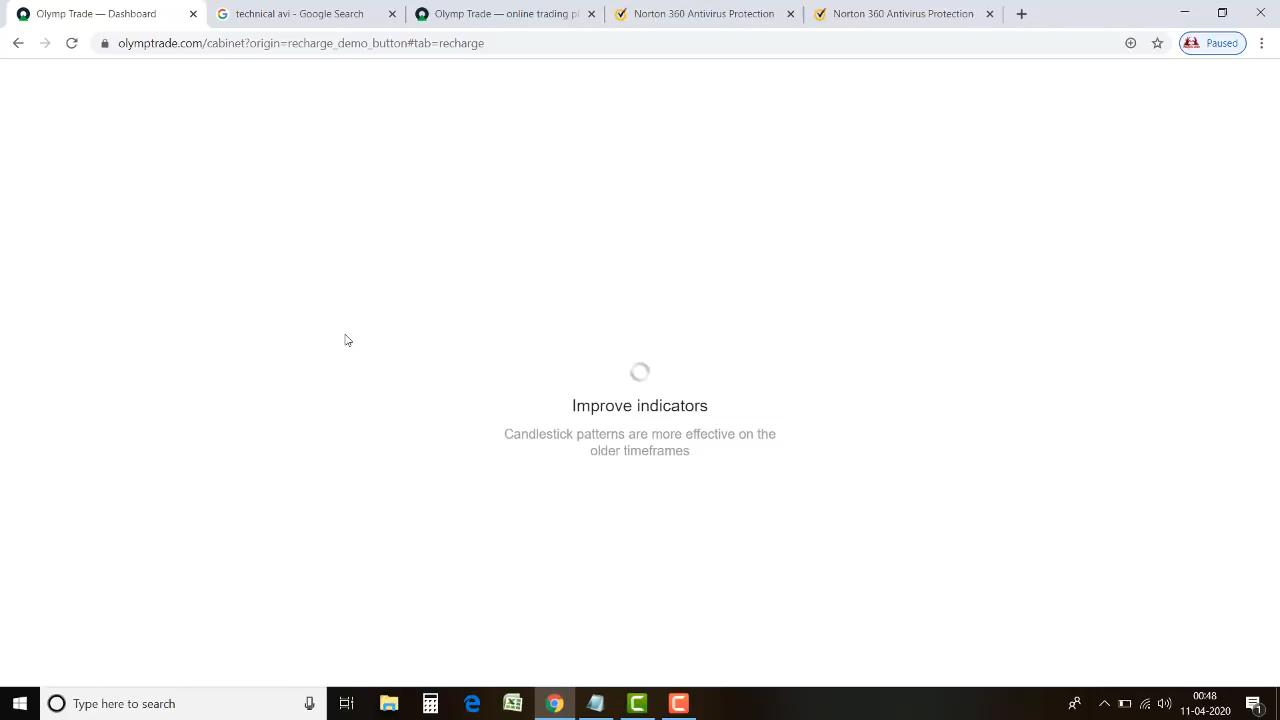 Olymp Trade — Dashboard
technical ani - Google Search
Olymp Trade — online trading pl
Norton 360 Antivirus Protection
Norton 360 Antivirus Protection
olymptrade.com/cabinet?origin=recharge_demo_button#tab=recharge
Paused
Improve indicators
Candlestick patterns are more effective on the
older timeframes
Type here to search
00:48
11-04-2020